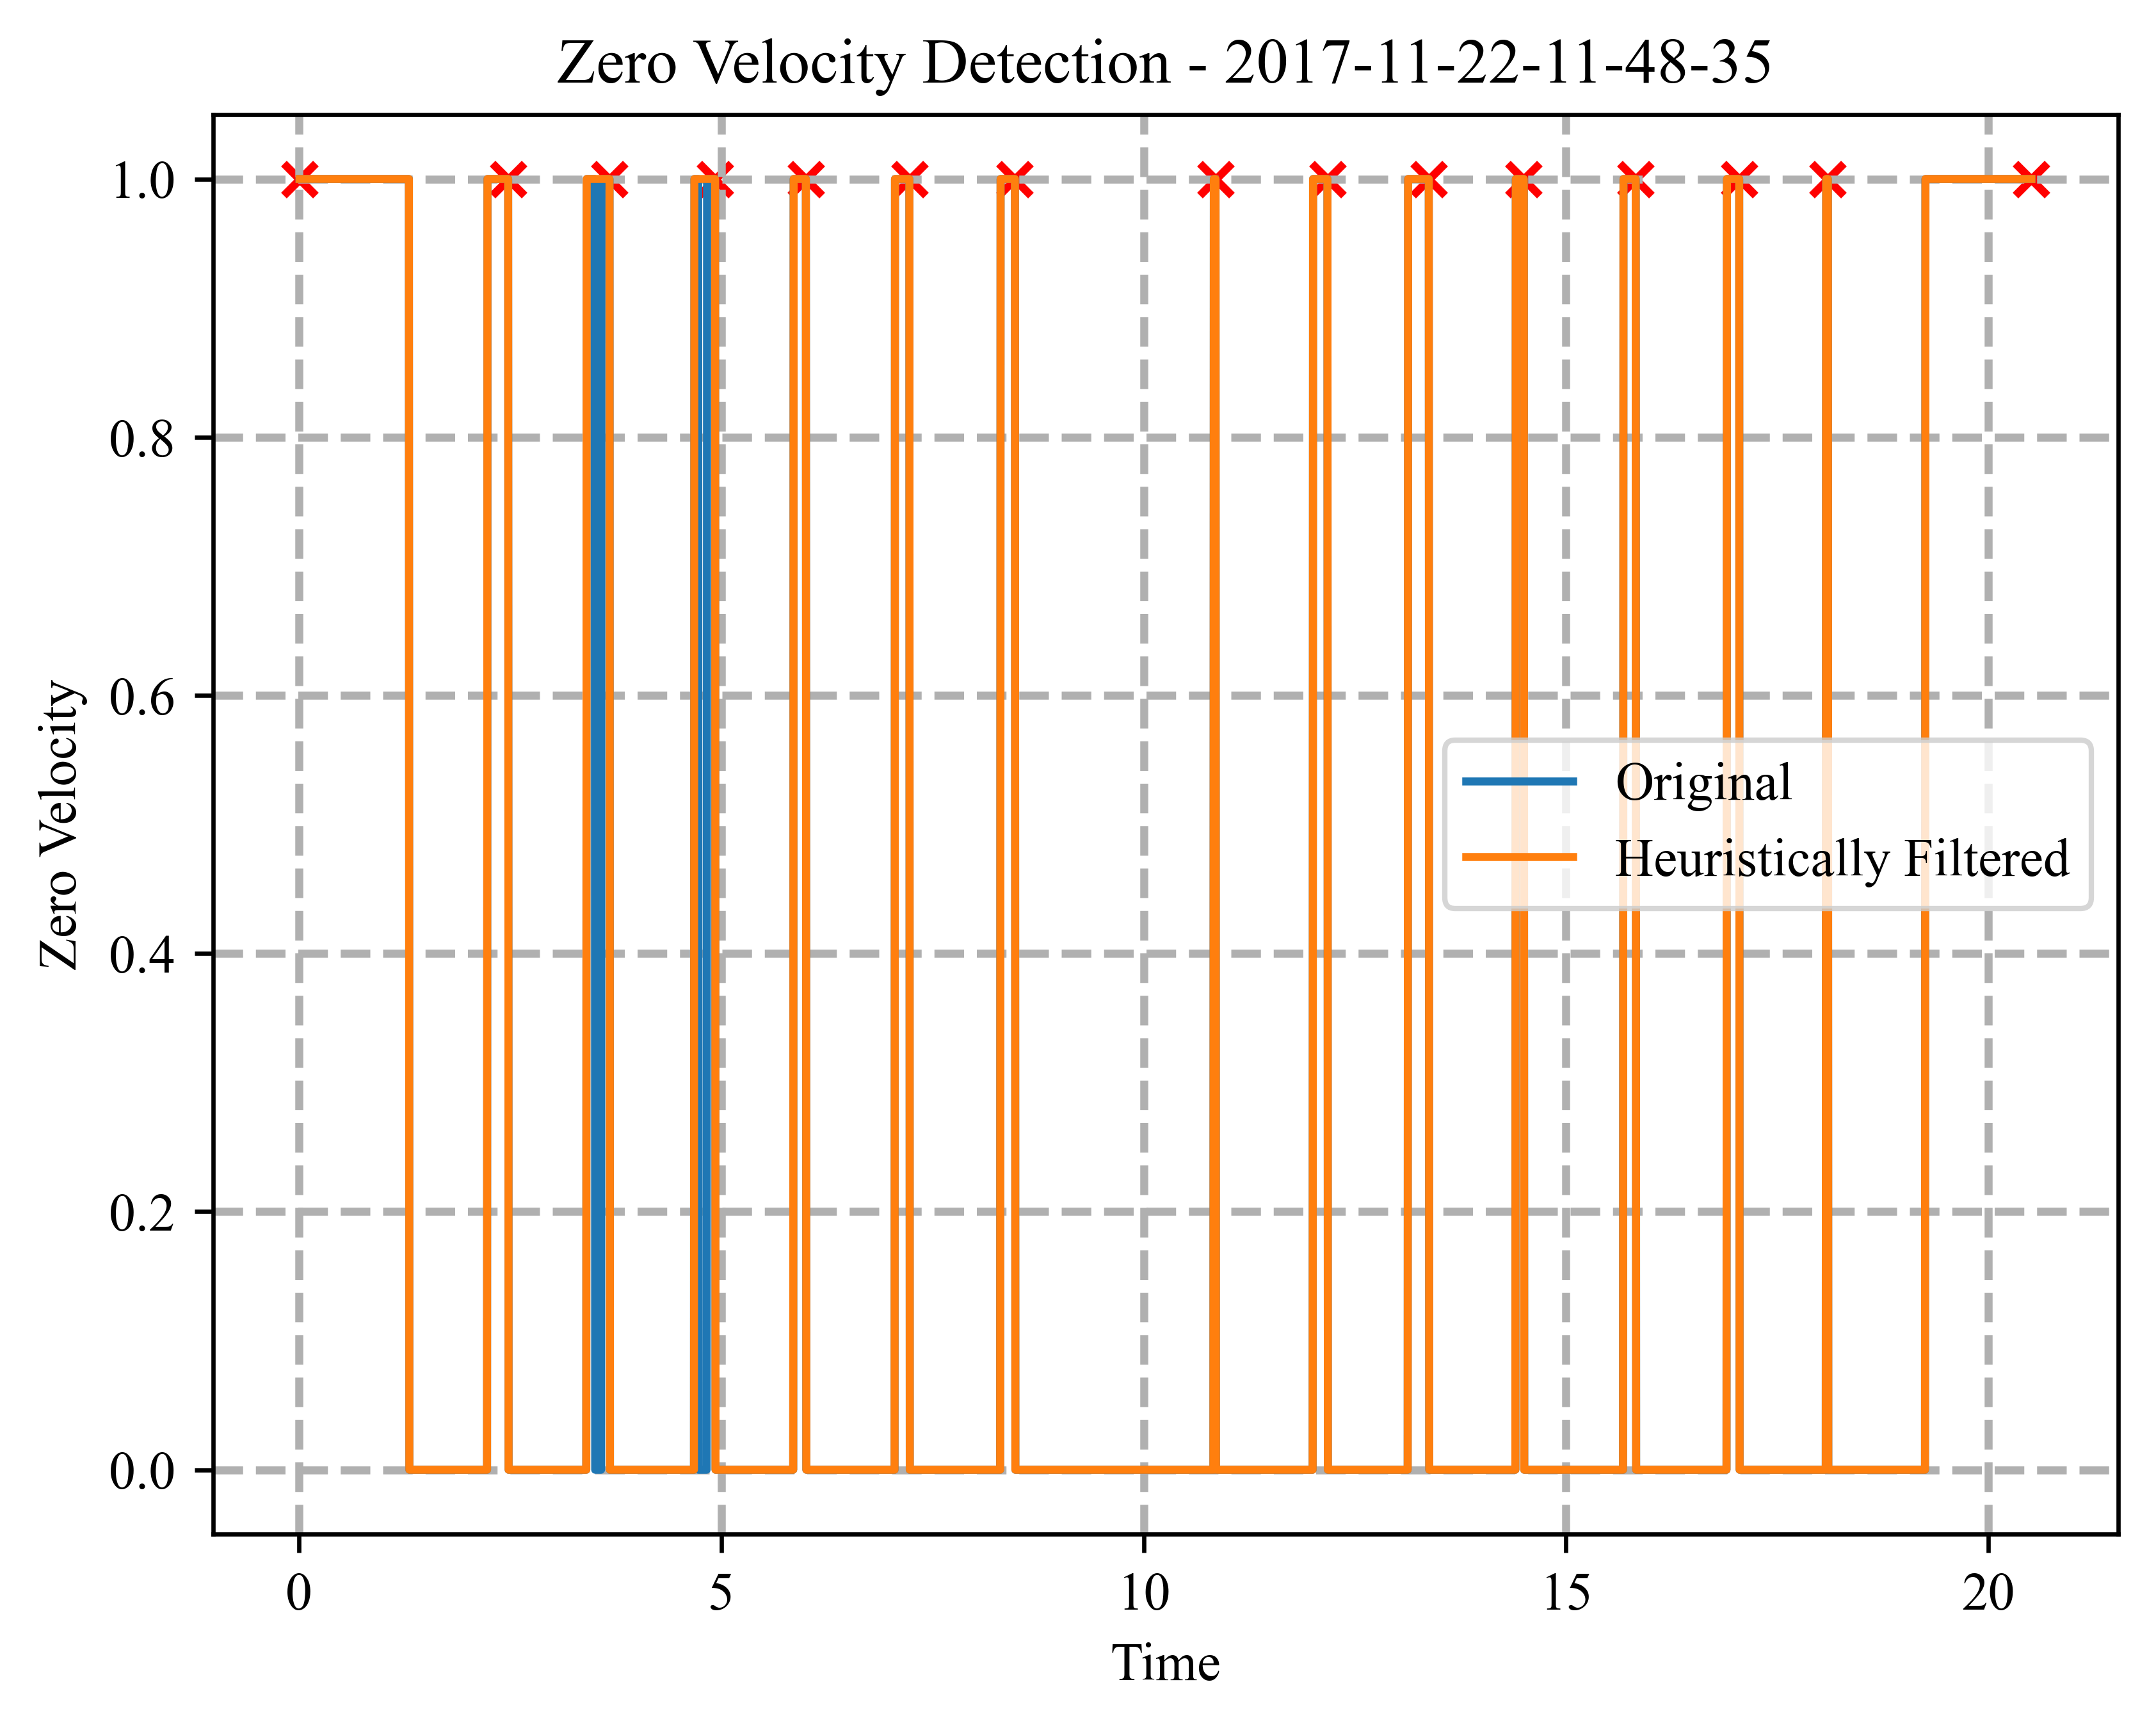 Zero Velocity Detection - 2017-11-22-11-48-35
1.0
0.8
0.6
0.4
0.2
0.0
Zero Velocity
Original
Heuristically Filtered
0 5 10 15 20
Time